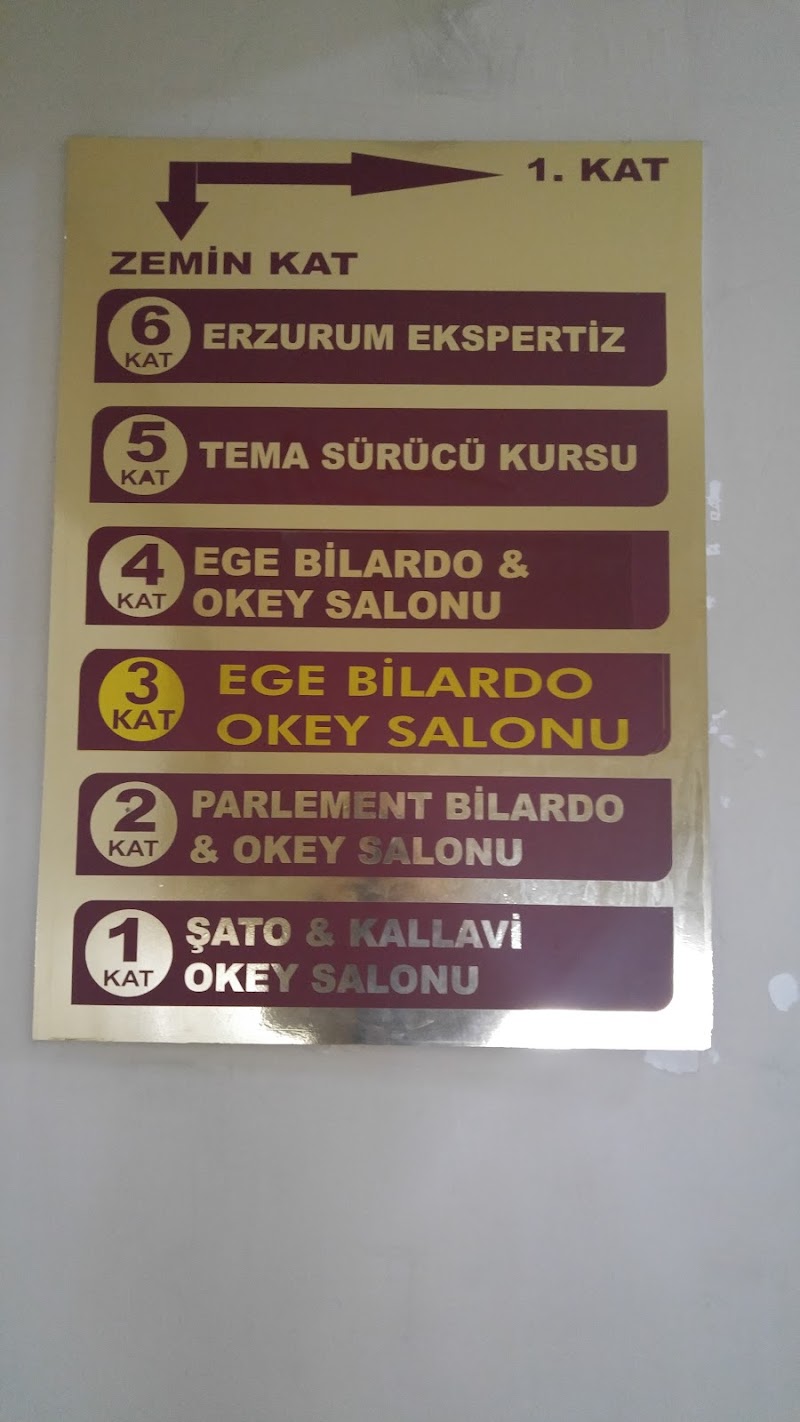 1. KAT
ZEMİN KAT
6 KAT
ERZURUM EKSPERTİZ
5 KAT
TEMA SÜRÜCÜ KURSU
4 KAT
EGE BİLARDO &
OKEY SALONU
3 KAT
EGE BİLARDO
OKEY SALONU
2 KAT
PARLEMENT BİLARDO
& OKEY SALONU
1 KAT
ŞATO & KALLAVİ
OKEY SALONU